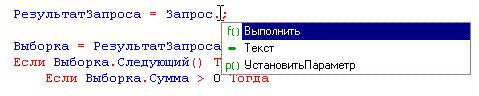 РезультатЗапроса = Запрос.;
f() Выполнить
Текст
p() УстановитьПараметр
Выборка = РезультатЗапроса
Если Выборка.Следующий() Т
Если Выборка.Сумма > 0 Тогда